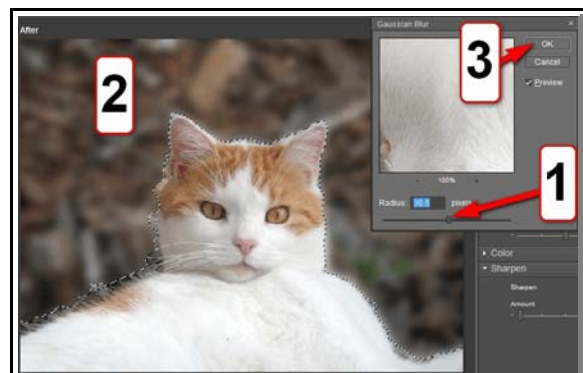 After
Gaussian Blur
×
3
OK
Cancel
Preview
2
- 100% +
1
Radius: pixels
Color
Sharpen
Sharpen
Amount